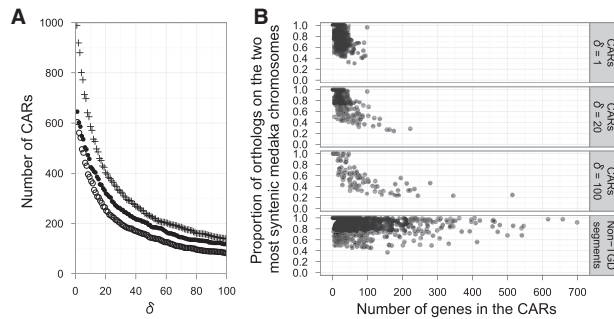 A
B
1000
800
600
400
200
0
Number of CARs
0
20
40
60
80
100
δ
Proportion of orthologs on the two
most syntenic medaka chromosomes
1.0
0.8
0.6
0.4
0.2
0.0
CARs
δ = 1
1.0
0.8
0.6
0.4
0.2
0.0
CARs
δ = 20
1.0
0.8
0.6
0.4
0.2
0.0
CARs
δ = 100
1.0
0.8
0.6
0.4
0.2
0.0
Non-TGD
segments
0
100
200
300
400
500
600
700
Number of genes in the CARs